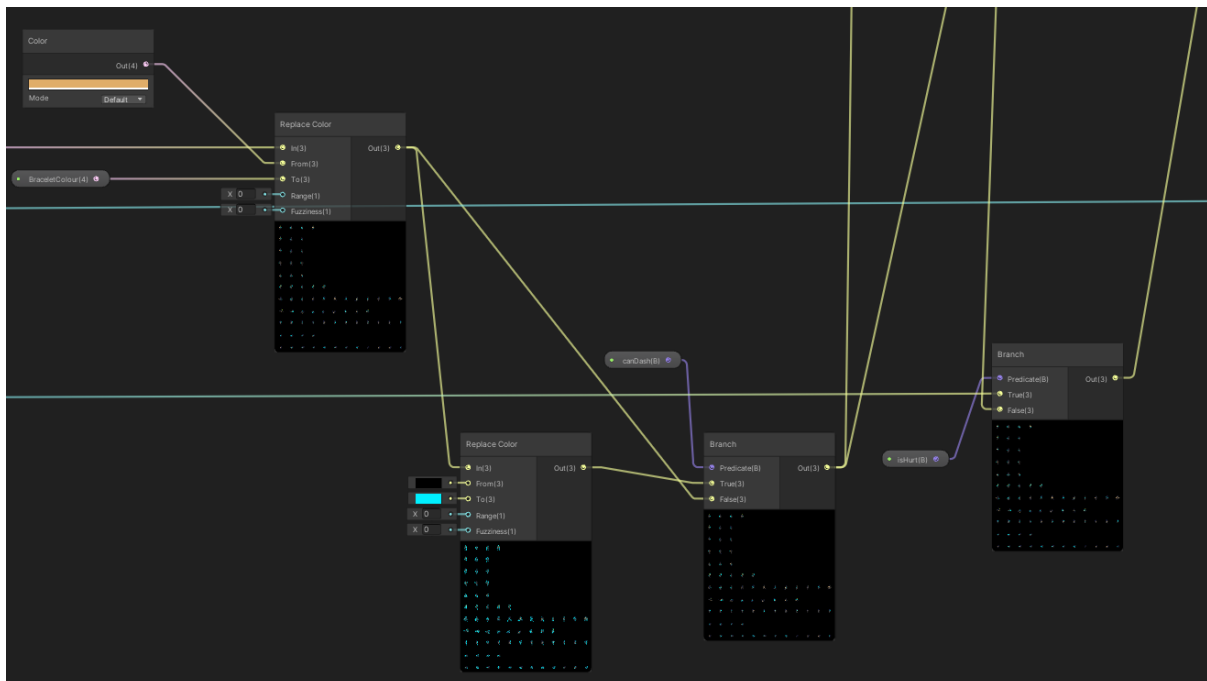 Color
Out(4)
Mode
Default
Replace Color
In(3)
Out(3)
From(3)
BraceletColour(4)
To(3)
X 0
Range(1)
X 0
Fuzziness(1)
canDash(B)
Branch
Predicate(B)
Out(3)
True(3)
False(3)
Replace Color
In(3)
Out(3)
From(3)
To(3)
X 0
Range(1)
X 0
Fuzziness(1)
Branch
Predicate(B)
Out(3)
True(3)
False(3)
isHurt(B)